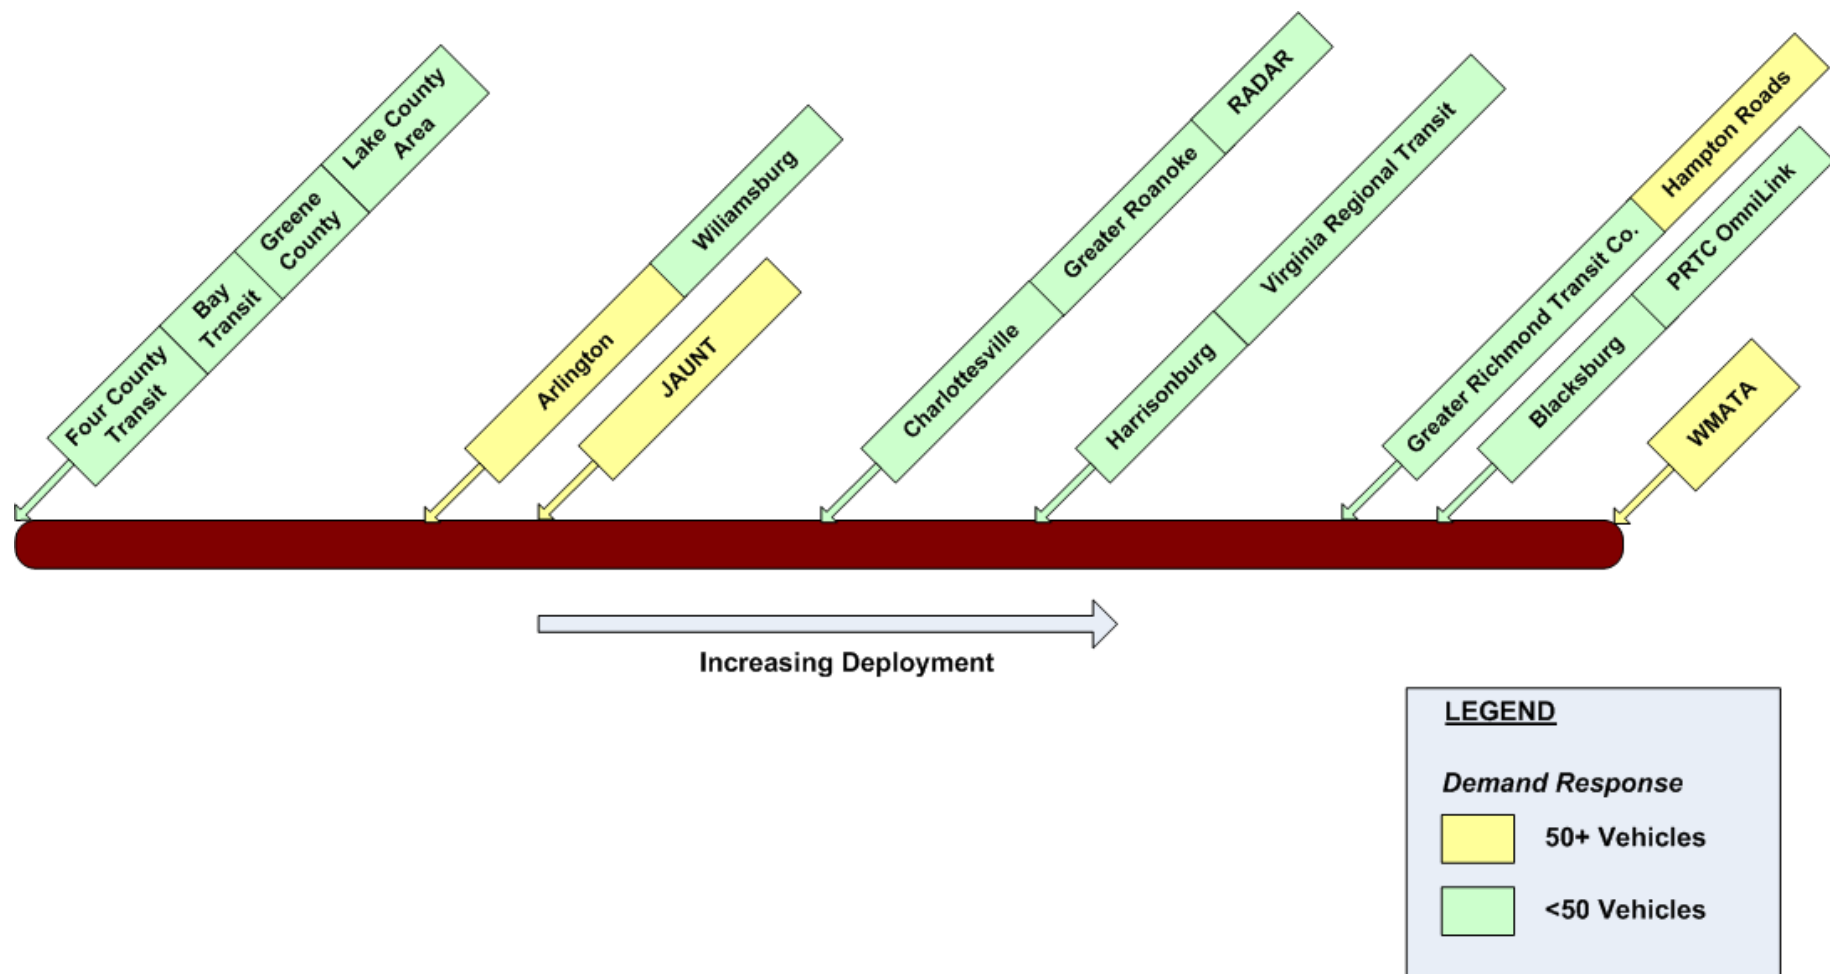 Four County
Transit
Bay
Transit
Greene
County
Lake County
Area
Arlington
Wiliamsburg
JAUNT
Charlottesville
Greater Roanoke
RADAR
Harrisonburg
Virginia Regional Transit
Greater Richmond Transit Co.
Hampton Roads
Blacksburg
PRTC OmniLink
WMATA
Increasing Deployment
LEGEND
Demand Response
50+ Vehicles
<50 Vehicles